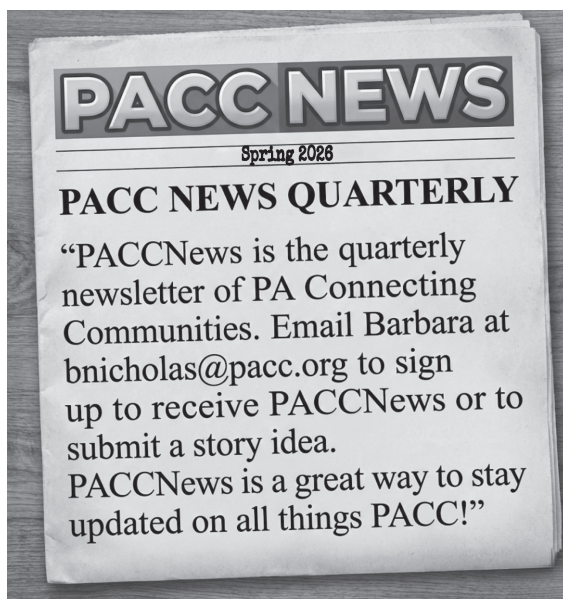 PACC NEWS
Spring 2026
PACC NEWS QUARTERLY
“PACCNews is the quarterly
newsletter of PA Connecting
Communities. Email Barbara at
bnicholas@pacc.org to sign
up to receive PACCNews or to
submit a story idea.
PACCNews is a great way to stay
updated on all things PACC!”